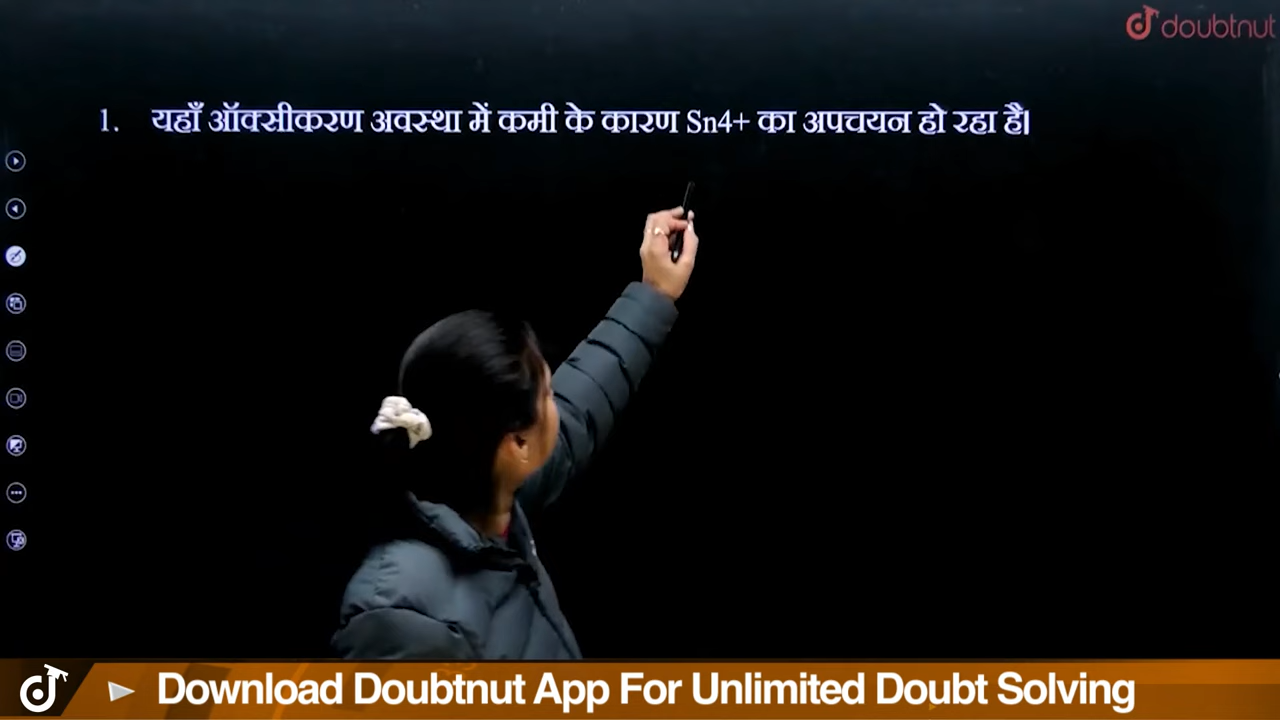 doubtnut
1. यहाँ ऑक्सीकरण अवस्था में कमी के कारण Sn4+ का अपचयन हो रहा है।
Download Doubtnut App For Unlimited Doubt Solving